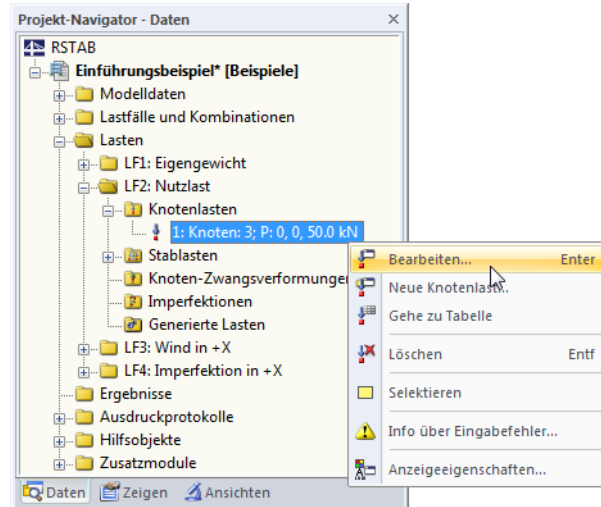 Projekt-Navigator - Daten
RSTAB
Einführungsbeispiel* [Beispiele]
Modelldaten
Lastfälle und Kombinationen
Lasten
LF1: Eigengewicht
LF2: Nutzlast
Knotenlasten
1: Knoten: 3; P: 0, 0, 50.0 kN
Stablasten
Knoten-Zwangsverformungen
Imperfektionen
Generierte Lasten
LF3: Wind in +X
LF4: Imperfektion in +X
Ergebnisse
Ausdruckprotokolle
Hilfsobjekte
Zusatzmodule
Daten Zeigen Ansichten
Bearbeiten... Enter
Neue Knotenlast...
Gehe zu Tabelle
Löschen Entf
Selektieren
Info über Eingabefehler...
Anzeigeeigenschaften...